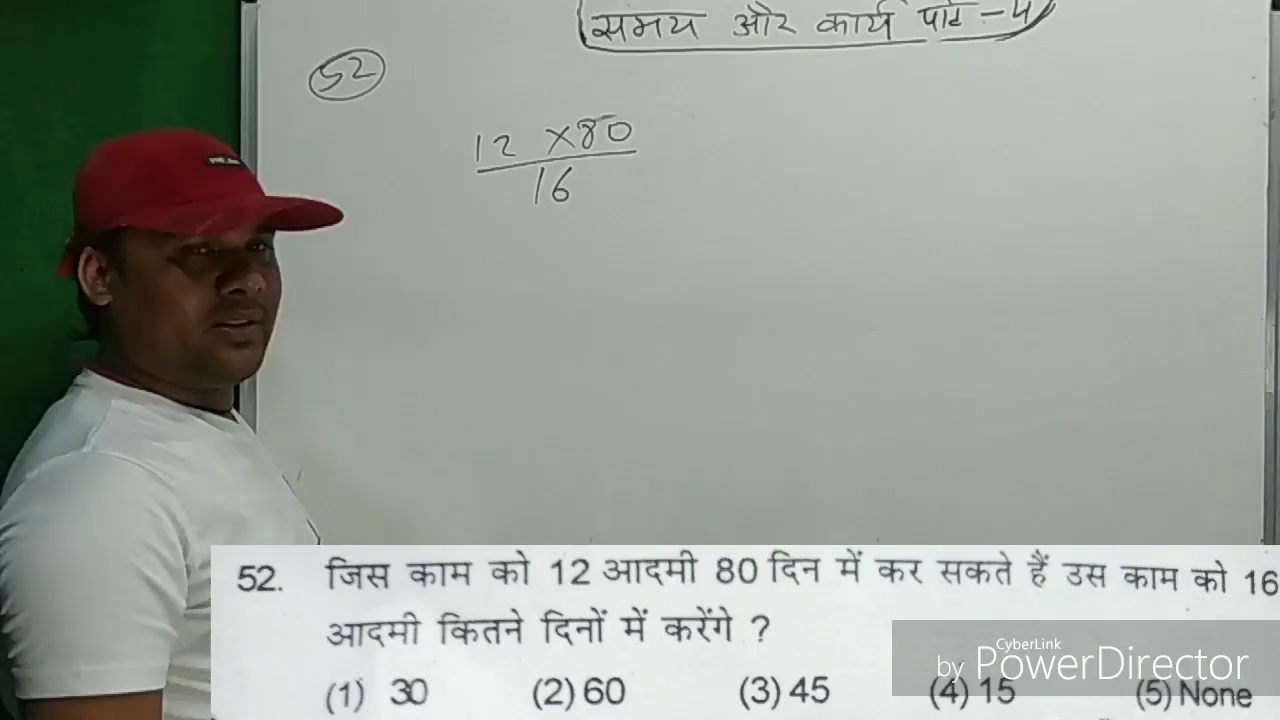 समय और कार्य पार्ट-4
52
12 ×80
16
52. जिस काम को 12 आदमी 80 दिन में कर सकते हैं उस काम को 16
आदमी कितने दिनों में करेंगे ?
(1) 30 (2) 60 (3) 45 (4) 15 (5) None
CyberLink
by PowerDirector